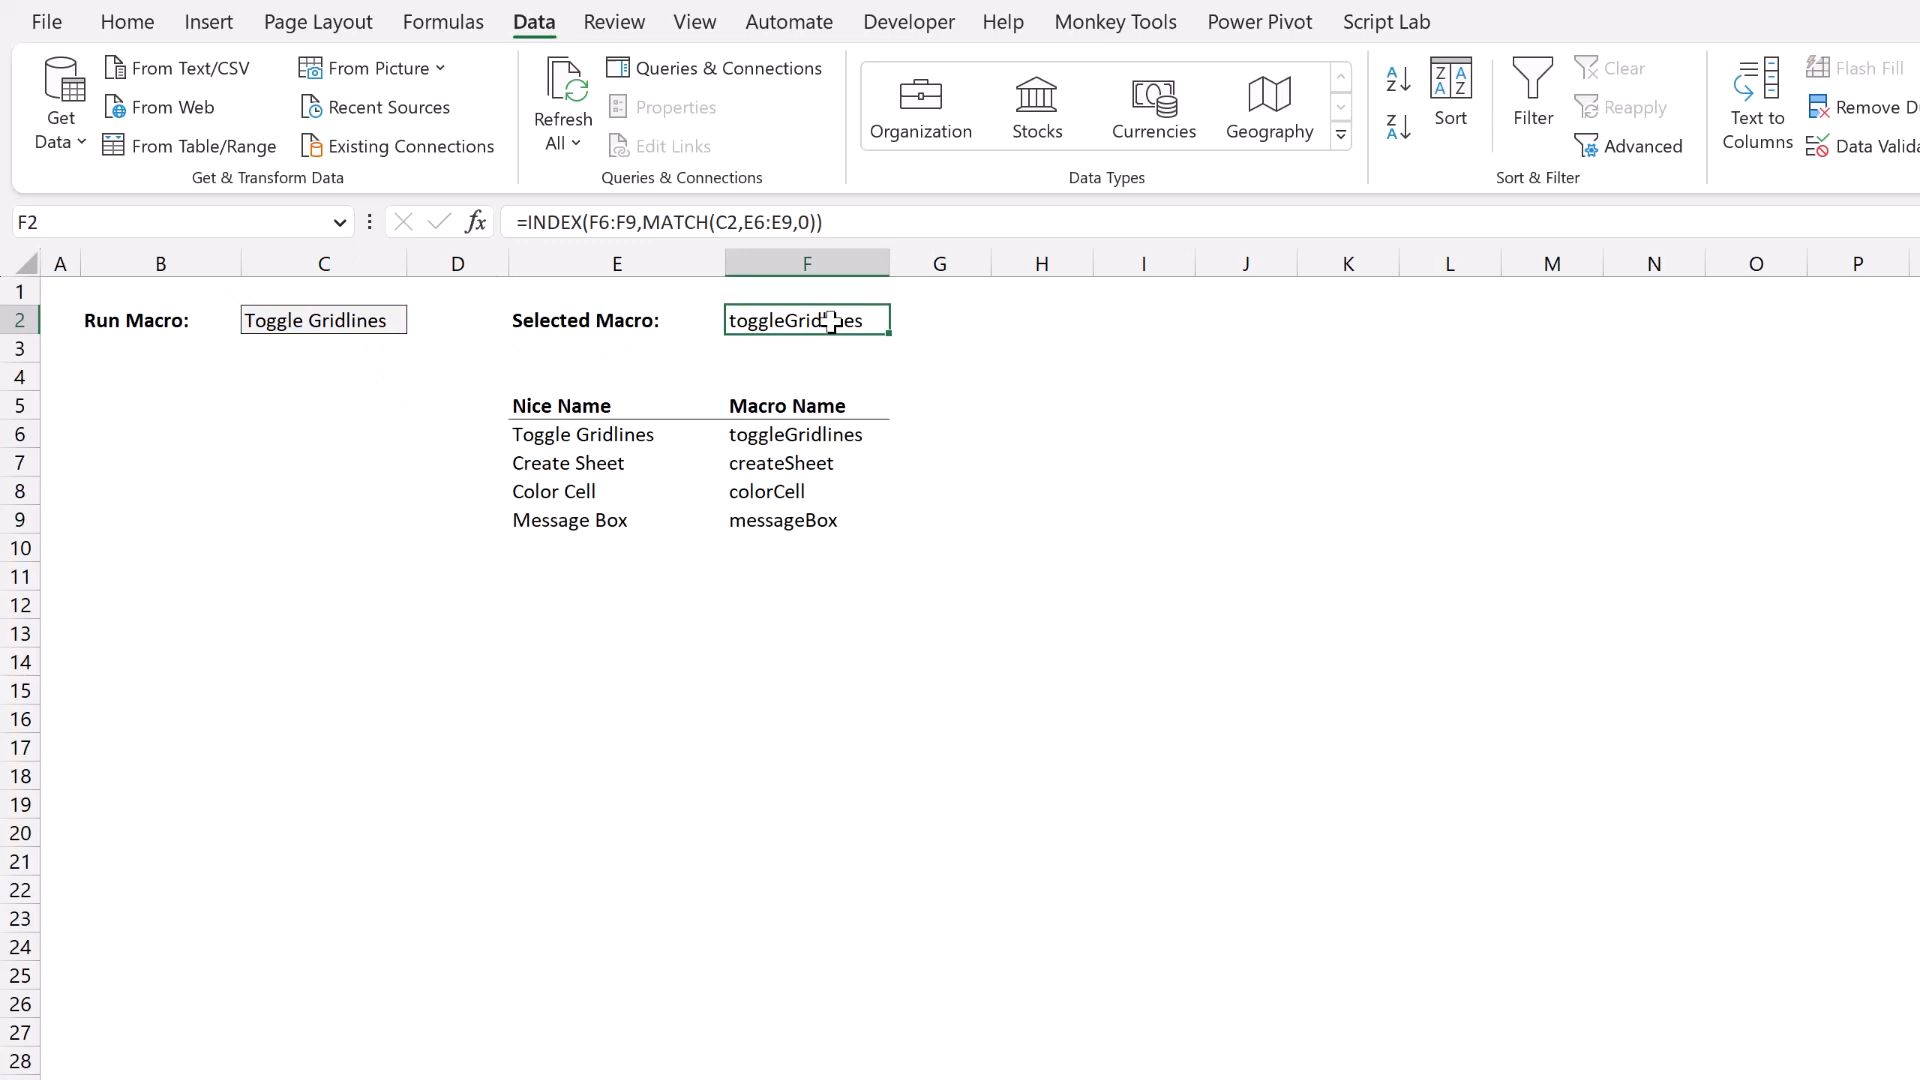 File Home Insert Page Layout Formulas Data Review View Automate Developer Help Monkey Tools Power Pivot Script Lab
Get Data
From Text/CSV
From Web
From Table/Range
From Picture
Recent Sources
Existing Connections
Get & Transform Data
Refresh All
Queries & Connections
Properties
Edit Links
Queries & Connections
Organization Stocks Currencies Geography
Data Types
Sort
Filter
Clear
Reapply
Advanced
Sort & Filter
Text to Columns
Flash Fill
Remove Du
Data Valida
F2 fx =INDEX(F6:F9,MATCH(C2,E6:E9,0))
A B C D E F G H I J K L M N O P
1
2 Run Macro: Toggle Gridlines Selected Macro: toggleGridlines
3
4
5 Nice Name Macro Name
6 Toggle Gridlines toggleGridlines
7 Create Sheet createSheet
8 Color Cell colorCell
9 Message Box messageBox
10
11
12
13
14
15
16
17
18
19
20
21
22
23
24
25
26
27
28